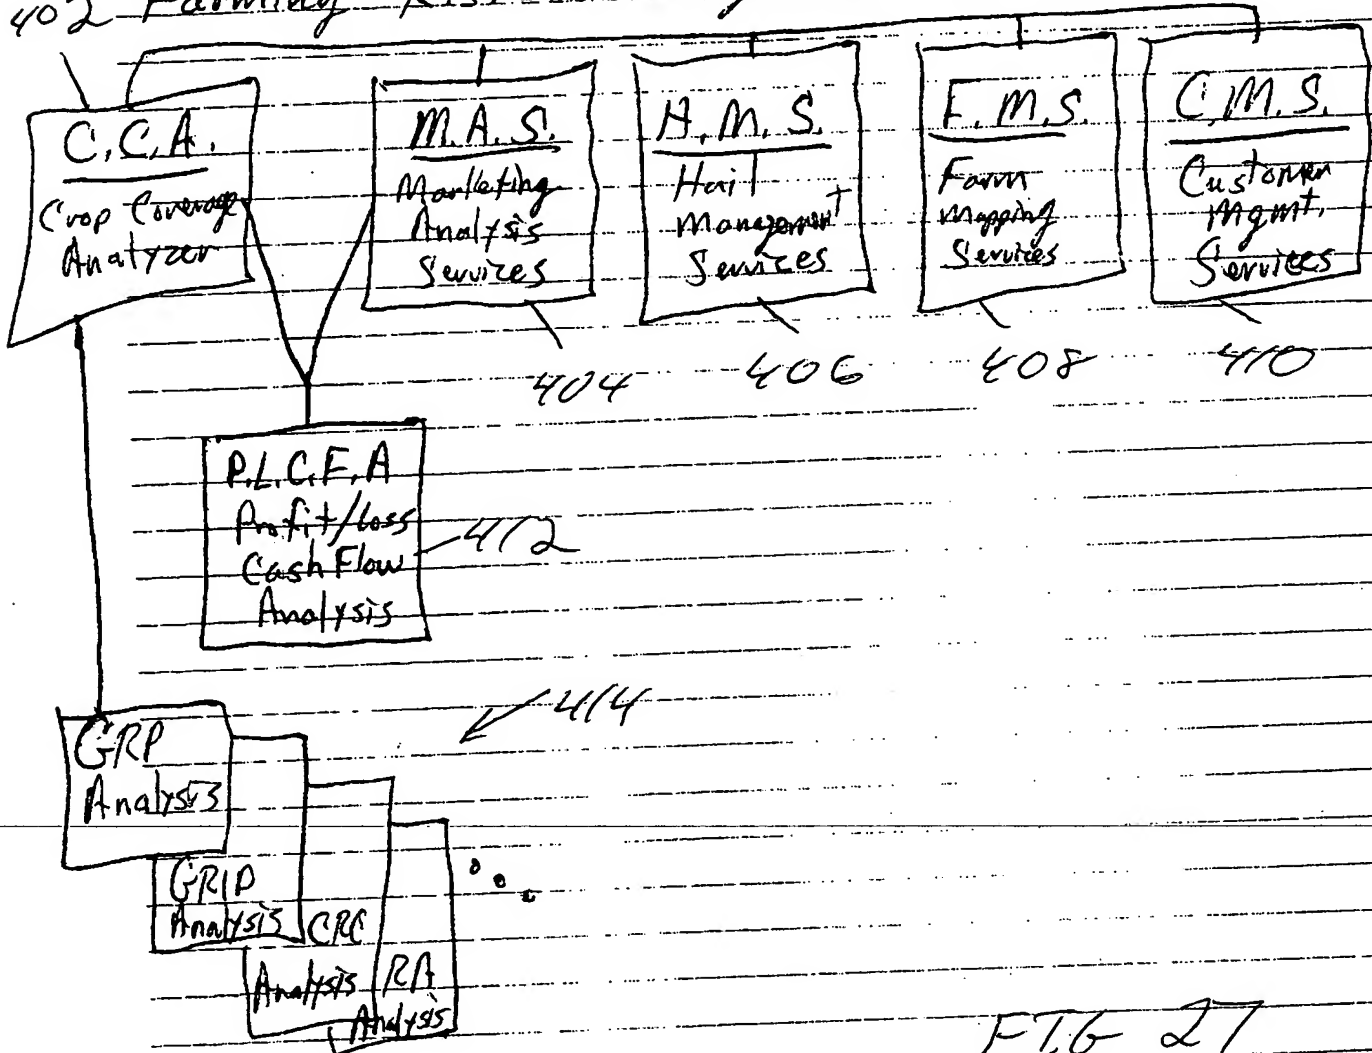 402 Farming
C.C.A.
Crop Coverage
Analyzer
M.A.S.
Marketing
Analysis
Services
H.M.S.
Hail
Management
Services
F.M.S.
Farm
Mapping
Services
C.M.S.
Customer
Mgmt.
Services
404
406
408
410
P.L.C.F.A
Profit/Loss
Cash Flow
Analysis
412
414
GRP
Analysis
GRIP
Analysis
CRC
Analysis
RA
Analysis
FIG 27